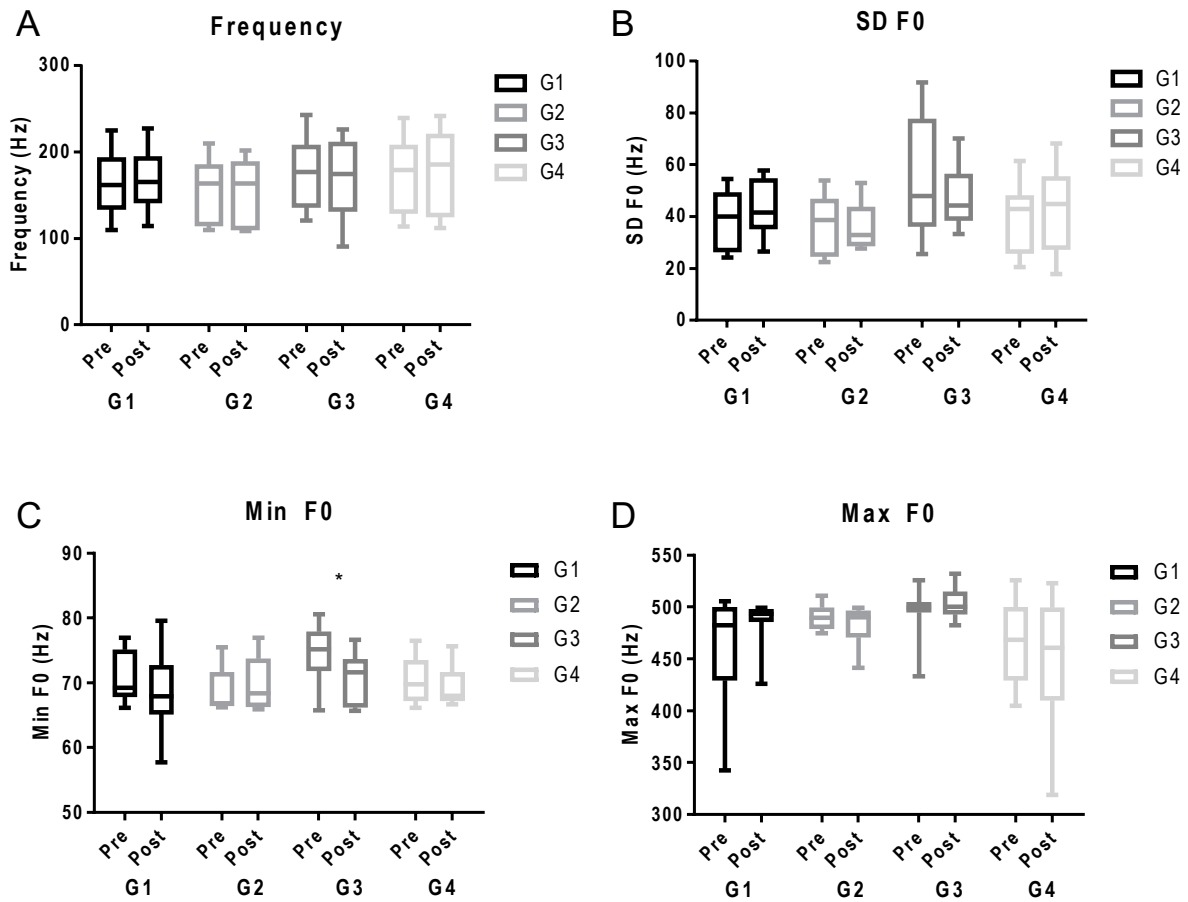 A
Frequency
Frequency (Hz)
300
200
100
0
Pre
Post
Pre
Post
Pre
Post
Pre
Post
G1
G2
G3
G4
G1
G2
G3
G4
B
SD F0
SD F0 (Hz)
100
80
60
40
20
0
Pre
Post
Pre
Post
Pre
Post
Pre
Post
G1
G2
G3
G4
G1
G2
G3
G4
C
Min F0
Min F0 (Hz)
90
80
70
60
50
*
Pre
Post
Pre
Post
Pre
Post
Pre
Post
G1
G2
G3
G4
G1
G2
G3
G4
D
Max F0
Max F0 (Hz)
550
500
450
400
350
300
Pre
Post
Pre
Post
Pre
Post
Pre
Post
G1
G2
G3
G4
G1
G2
G3
G4